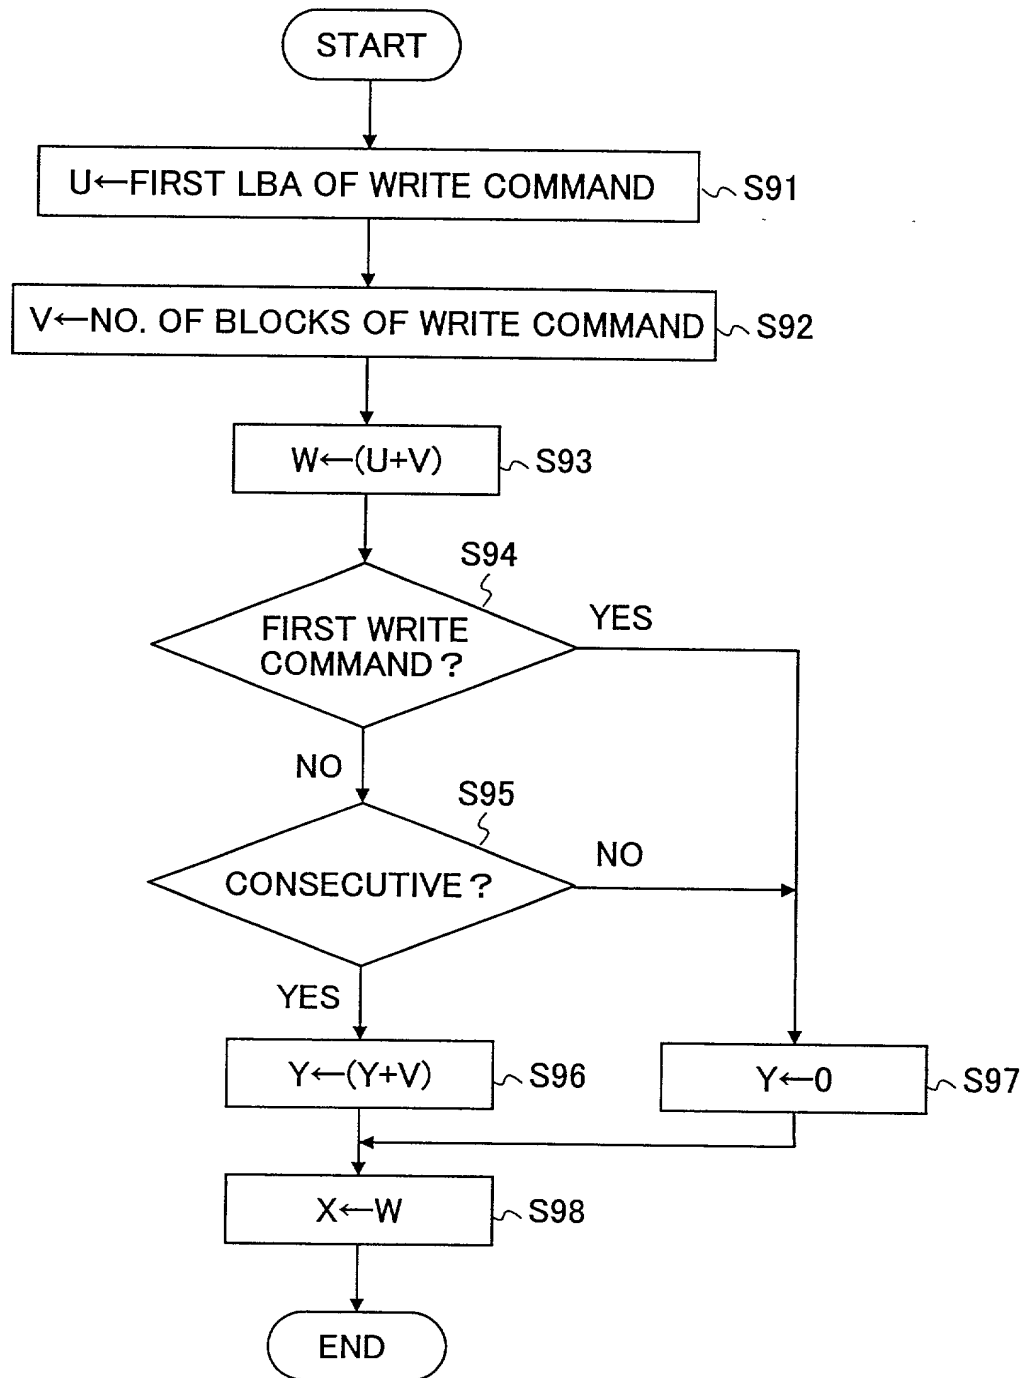 START
U←FIRST LBA OF WRITE COMMAND
S91
V←NO. OF BLOCKS OF WRITE COMMAND
S92
W←(U+V)
S93
S94
FIRST WRITE
COMMAND?
YES
NO
S95
CONSECUTIVE?
NO
YES
Y←(Y+V)
S96
Y←0
S97
X←W
S98
END